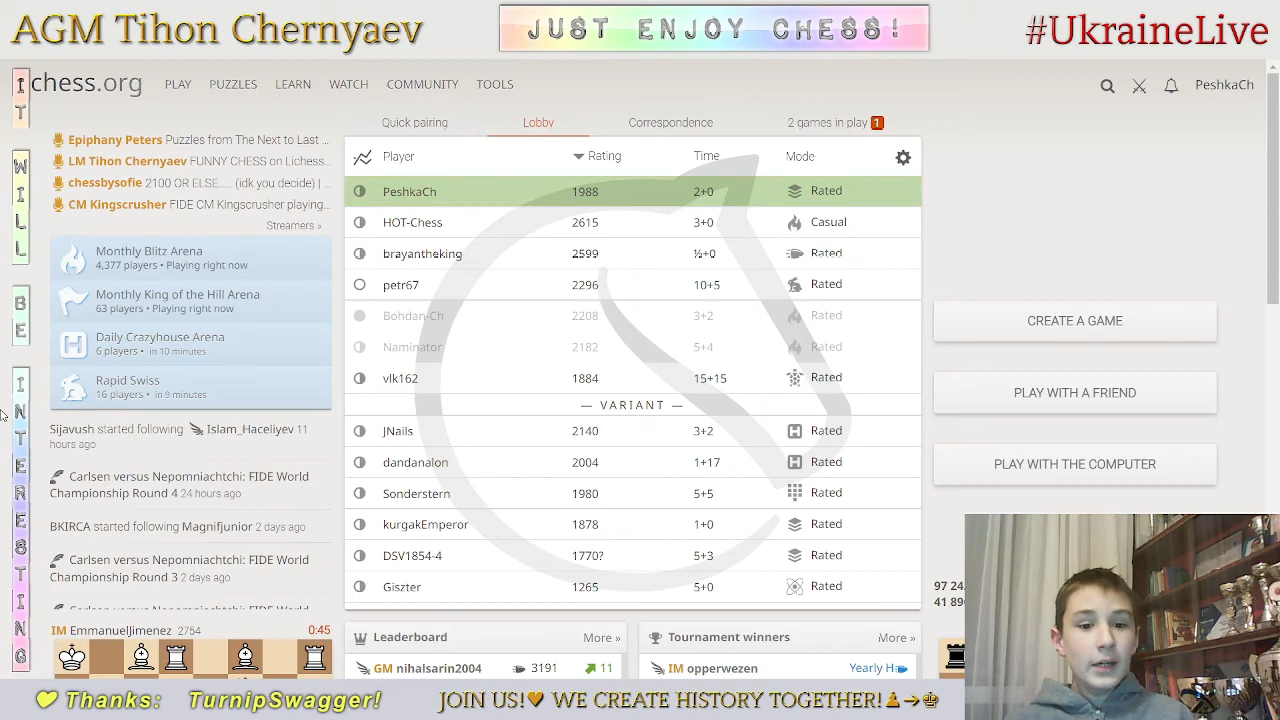 AGM Tihon Chernyaev
JUST ENJOY CHESS!
#UkraineLive
IT WILL BE INTERESTING
chess.org
PLAY
PUZZLES
LEARN
WATCH
COMMUNITY
TOOLS
PeshkaCh
Epiphany Peters Puzzles from The Next to Last ...
LM Tihon Chernyaev FUNNY CHESS on Lichess...
chessbysofie 2100 OR ELSE..... (idk you decide) |...
CM Kingscrusher FIDE CM Kingscrusher playing...
Streamers »
Monthly Blitz Arena
4,377 players • Playing right now
Monthly King of the Hill Arena
63 players • Playing right now
Daily Crazyhouse Arena
6 players • in 10 minutes
Rapid Swiss
16 players • in 9 minutes
Sijavush started following Islam_Haceliyev 11
hours ago
Carlsen versus Nepomniachtchi: FIDE World
Championship Round 4 24 hours ago
BKIRCA started following Magnifjunior 2 days ago
Carlsen versus Nepomniachtchi: FIDE World
Championship Round 3 2 days ago
IM EmmanuelJimenez 2754 0:45
Quick pairing
Lobby
Correspondence
2 games in play 1
Player Rating Time Mode
PeshkaCh 1988 2+0 Rated
HOT-Chess 2615 3+0 Casual
brayantheking 2599 ½+0 Rated
petr67 2296 10+5 Rated
Bohdan-Ch 2208 3+2 Rated
Naminator 2182 5+4 Rated
vlk162 1884 15+15 Rated
— VARIANT —
JNails 2140 3+2 Rated
dandanalon 2004 1+17 Rated
Sonderstern 1980 5+5 Rated
kurgakEmperor 1878 1+0 Rated
DSV1854-4 1770? 5+3 Rated
Giszter 1265 5+0 Rated
CREATE A GAME
PLAY WITH A FRIEND
PLAY WITH THE COMPUTER
97 24
41 89
Leaderboard More »
GM nihalsarin2004 3191 11
Tournament winners More »
IM opperwezen Yearly H
Thanks: TurnipSwagger!
JOIN US! WE CREATE HISTORY TOGETHER!